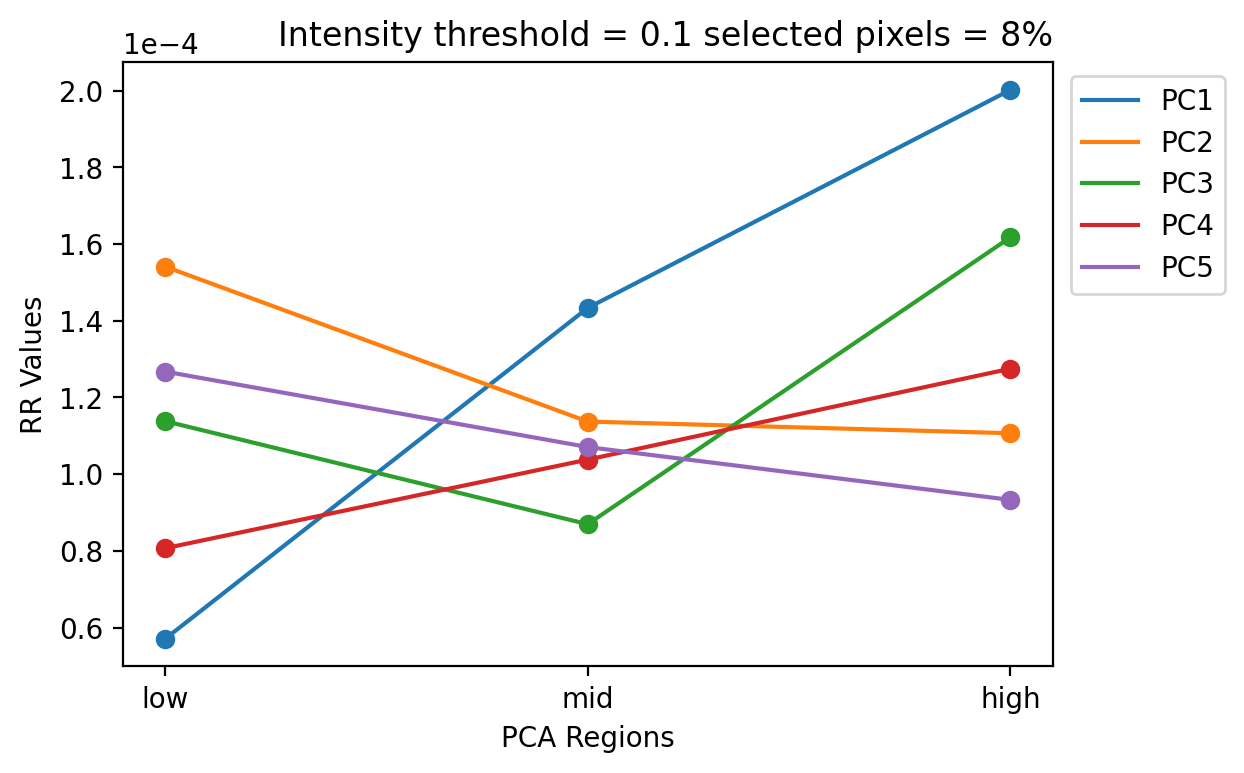 Intensity threshold = 0.1 selected pixels = 8%
1e−4
2.0
1.8
1.6
1.4
1.2
1.0
0.8
0.6
RR Values
low
mid
high
PCA Regions
PC1
PC2
PC3
PC4
PC5